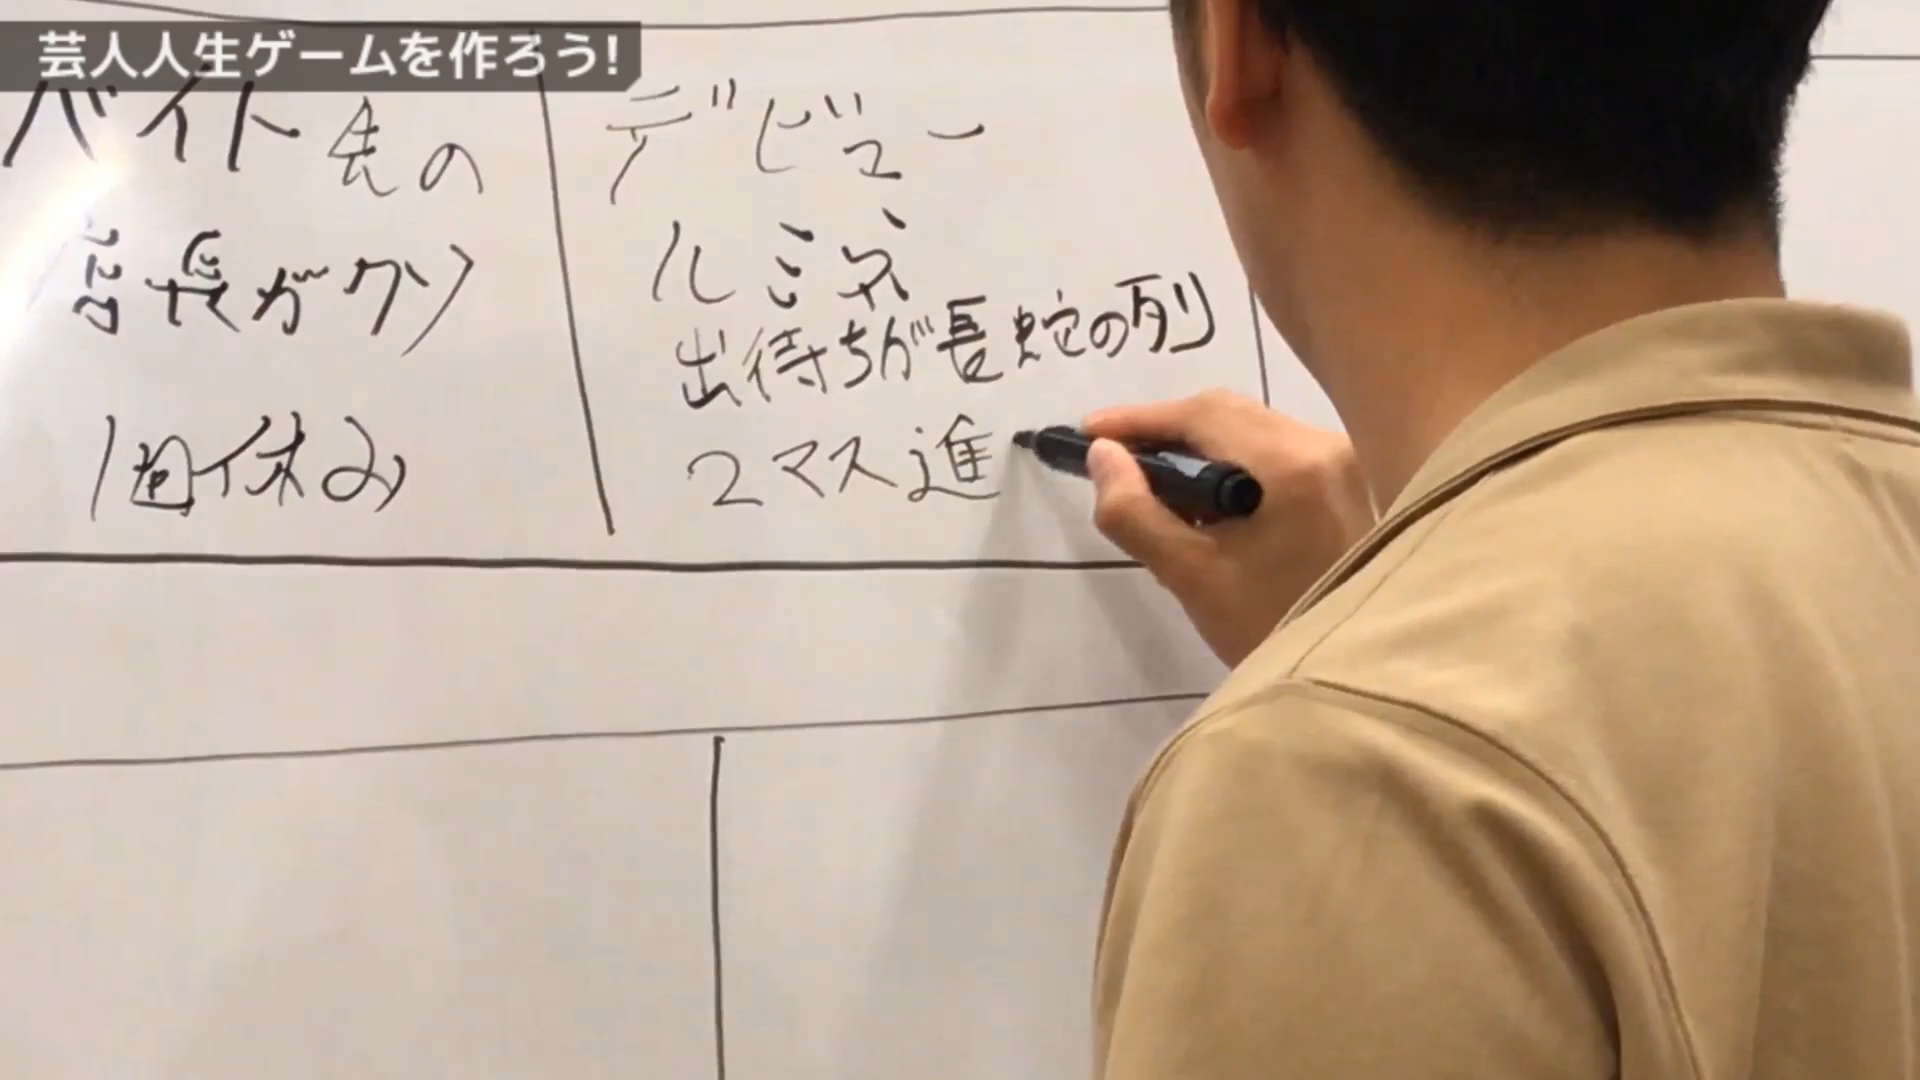 芸人人生ゲームを作ろう!
バイト先の
店長がクソ
1回休み
デビュー
ルミネ
出待ちが長蛇の列
2マス進